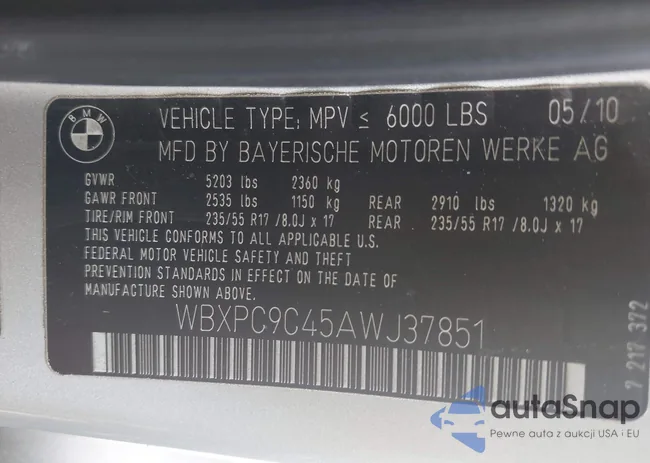 BMW
VEHICLE TYPE: MPV ≤ 6000 LBS 05/10
MFD BY BAYERISCHE MOTOREN WERKE AG
GVWR 5203 lbs 2360 kg
GAWR FRONT 2535 lbs 1150 kg REAR 2910 lbs 1320 kg
TIRE/RIM FRONT 235/55 R17 /8.0J x 17 REAR 235/55 R17 /8.0J x 17
THIS VEHICLE CONFORMS TO ALL APPLICABLE U.S.
FEDERAL MOTOR VEHICLE SAFETY AND THEFT
PREVENTION STANDARDS IN EFFECT ON THE DATE OF
MANUFACTURE SHOWN ABOVE:
WBXPC9C45AWJ37851
7 217 372
autaSnap
Pewne auta z aukcji USA i EU